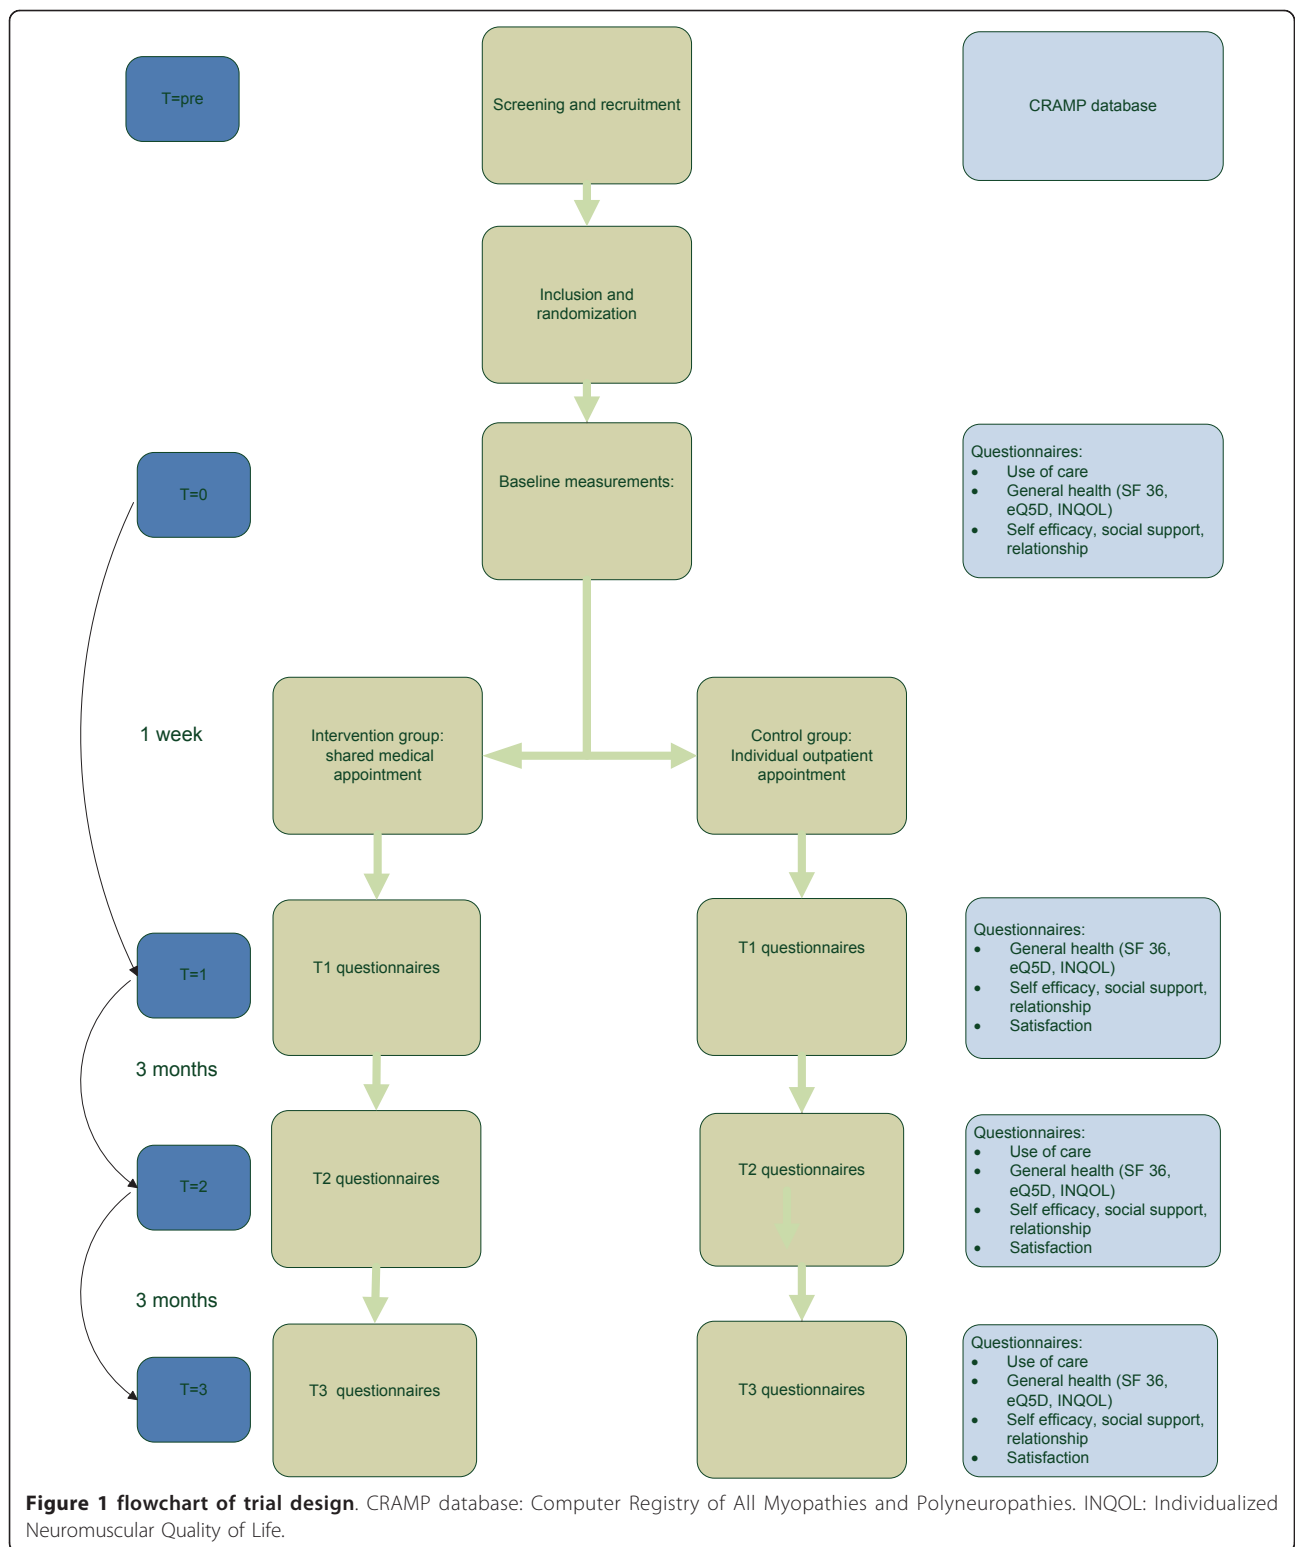 T=pre
Screening and recruitment
CRAMP database
Inclusion and
randomization
T=0
Baseline measurements:
Questionnaires:
• Use of care
• General health (SF 36,
eQ5D, INQOL)
• Self efficacy, social support,
relationship
1 week
Intervention group:
shared medical
appointment
Control group:
Individual outpatient
appointment
T=1
T1 questionnaires
T1 questionnaires
Questionnaires:
• General health (SF 36,
eQ5D, INQOL)
• Self efficacy, social support,
relationship
• Satisfaction
3 months
T=2
T2 questionnaires
T2 questionnaires
Questionnaires:
• Use of care
• General health (SF 36,
eQ5D, INQOL)
• Self efficacy, social support,
relationship
• Satisfaction
3 months
T=3
T3 questionnaires
T3 questionnaires
Questionnaires:
• Use of care
• General health (SF 36,
eQ5D, INQOL)
• Self efficacy, social support,
relationship
• Satisfaction
Figure 1 flowchart of trial design. CRAMP database: Computer Registry of All Myopathies and Polyneuropathies. INQOL: Individualized
Neuromuscular Quality of Life.